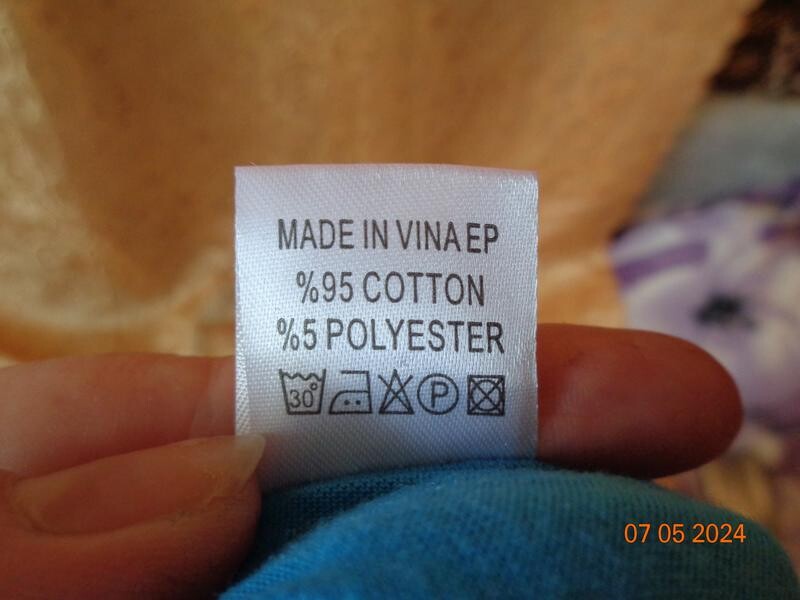 MADE IN VINA EP
%95 COTTON
%5 POLYESTER
30°
P
07 05 2024